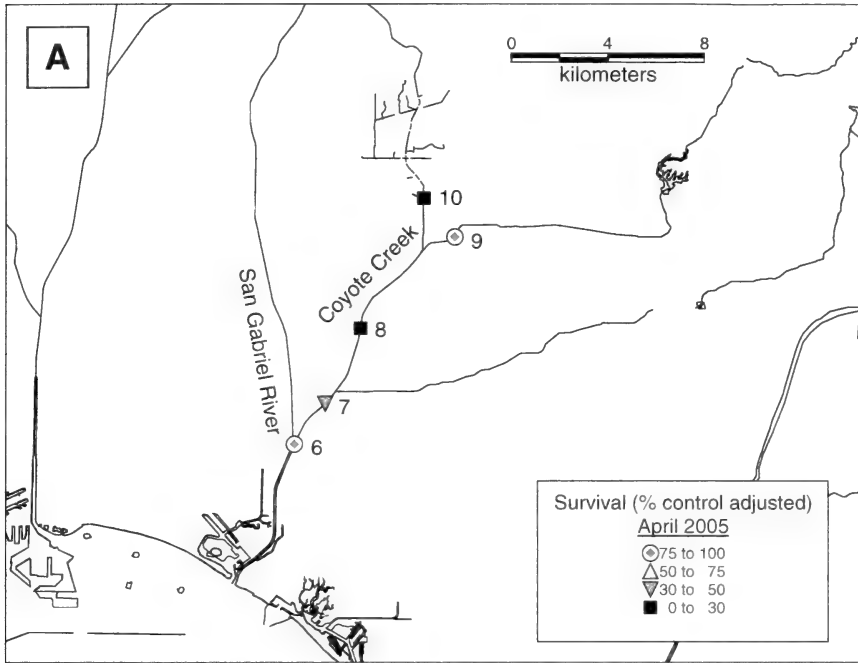 A
0 4 8
kilometers
10
9
Coyote Creek
San Gabriel River
8
7
6
Survival (% control adjusted)
April 2005
75 to 100
50 to 75
30 to 50
0 to 30